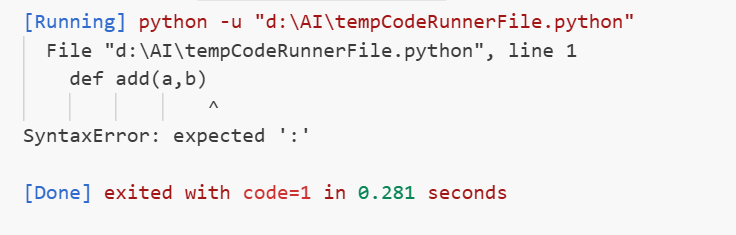 [Running] python -u "d:\AI\tempCodeRunnerFile.python"
File "d:\AI\tempCodeRunnerFile.python", line 1
def add(a,b)
^
SyntaxError: expected ':'
[Done] exited with code=1 in 0.281 seconds